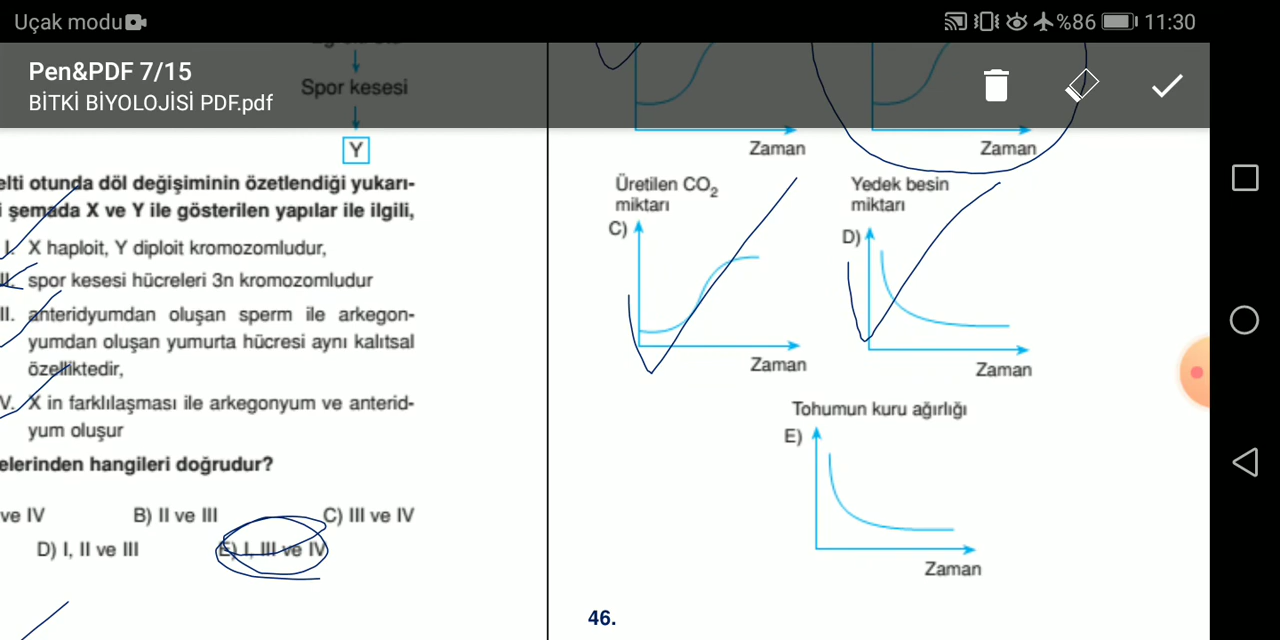 Uçak modu
%86 11:30
Pen&PDF 7/15
BİTKİ BİYOLOJİSİ PDF.pdf
Spor kesesi
Y
elti otunda döl değişiminin özetlendiği yukarı-
i şemada X ve Y ile gösterilen yapılar ile ilgili,
I. X haploit, Y diploit kromozomludur,
II. spor kesesi hücreleri 3n kromozomludur
II. anteridyumdan oluşan sperm ile arkegon-
yumdan oluşan yumurta hücresi aynı kalıtsal
özelliktedir,
V. X in farklılaşması ile arkegonyum ve anterid-
yum oluşur
elerinden hangileri doğrudur?
ve IV B) II ve III C) III ve IV
D) I, II ve III E) I, III ve IV
Zaman Zaman
Üretilen CO2
miktarı
C)
Zaman
Yedek besin
miktarı
D)
Zaman
Tohumun kuru ağırlığı
E)
Zaman
46.